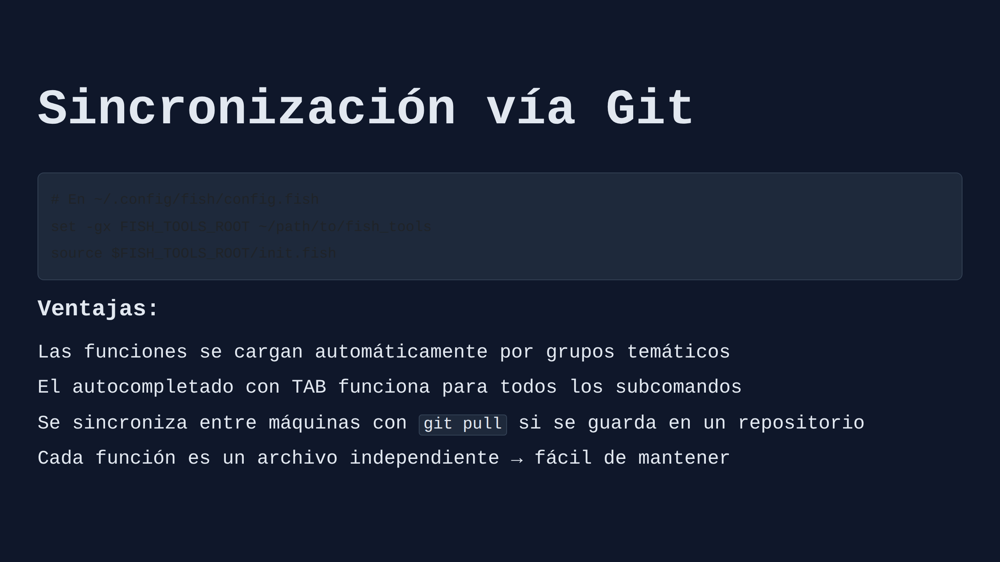 Sincronización vía Git
# En ~/.config/fish/config.fish
set -gx FISH_TOOLS_ROOT ~/path/to/fish_tools
source $FISH_TOOLS_ROOT/init.fish
Ventajas:
Las funciones se cargan automáticamente por grupos temáticos
El autocompletado con TAB funciona para todos los subcomandos
Se sincroniza entre máquinas con git pull si se guarda en un repositorio
Cada función es un archivo independiente → fácil de mantener